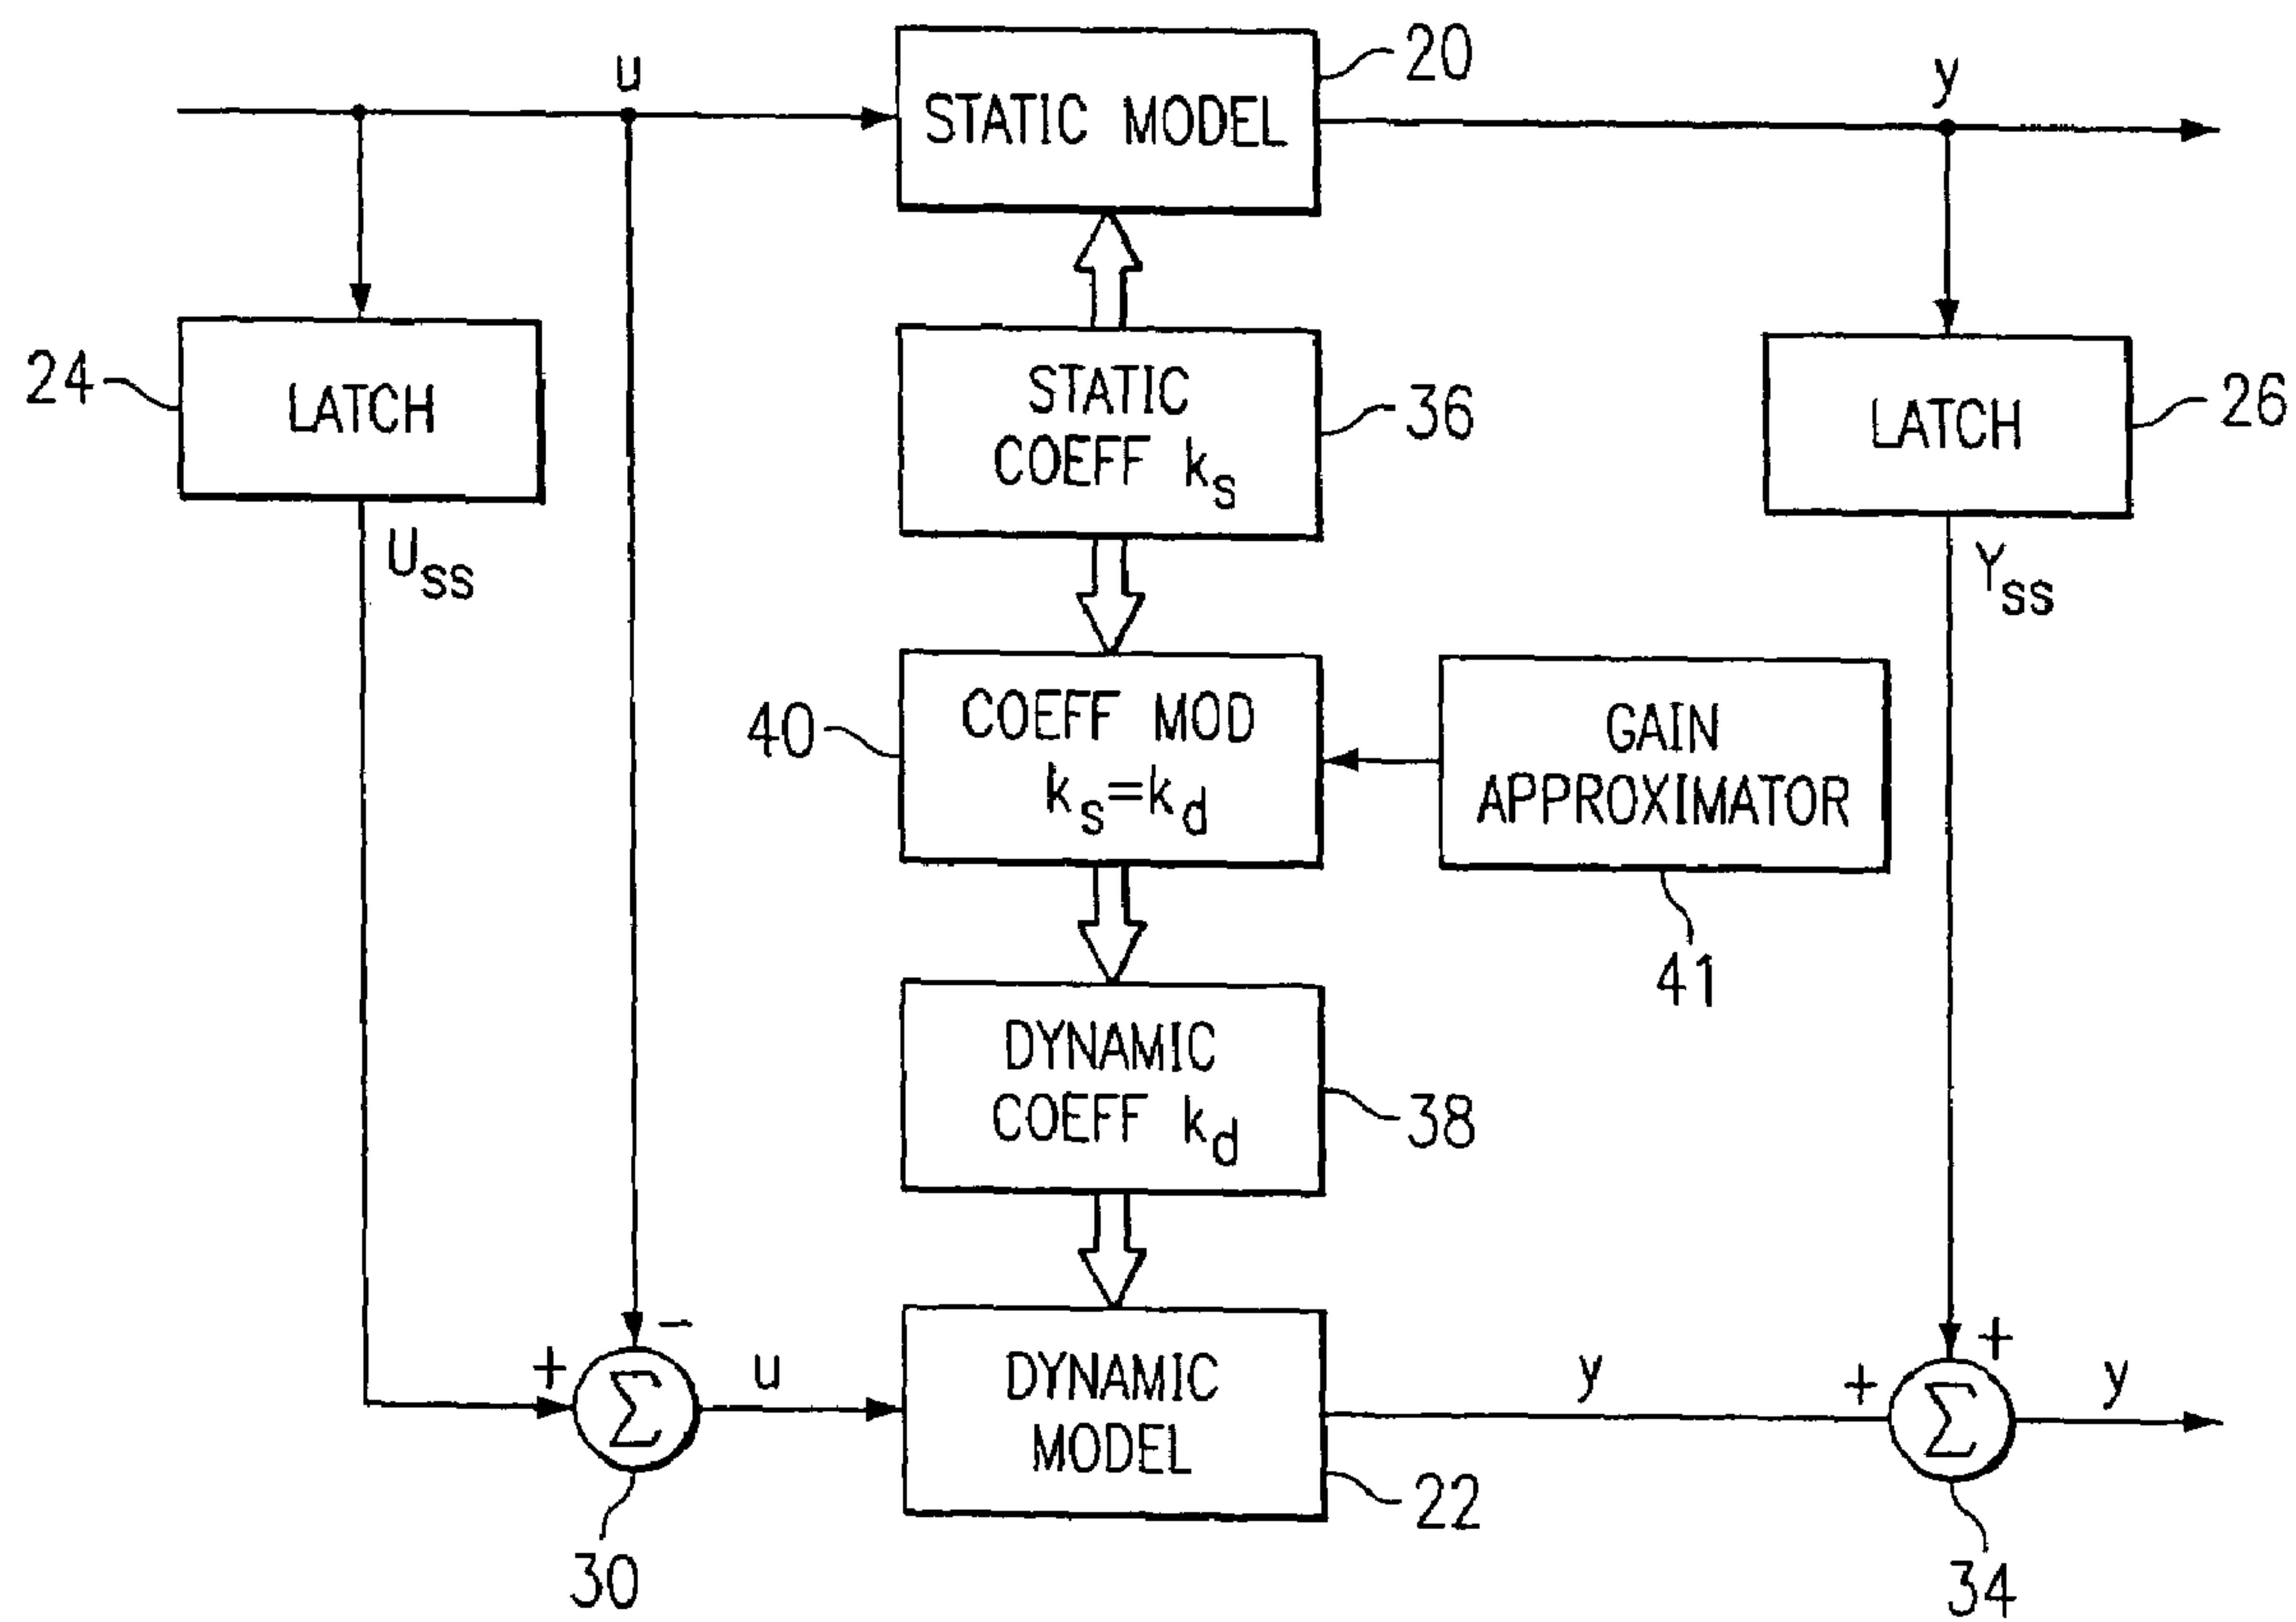 u
STATIC MODEL
20
y
24
LATCH
U_ss
STATIC
COEFF k_s
36
LATCH
26
Y_ss
40
COEFF MOD
k_s=k_d
GAIN
APPROXIMATOR
41
DYNAMIC
COEFF k_d
38
+
−
Σ
30
u
DYNAMIC
MODEL
22
y
+
+
Σ
34
y